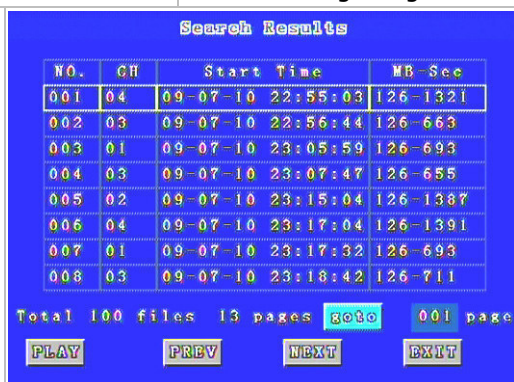 Search Results
NO. CH Start Time MB-Sec
001 04 09-07-10 22:55:03 126-1321
002 03 09-07-10 22:56:44 126-663
003 01 09-07-10 23:05:59 126-693
004 03 09-07-10 23:07:47 126-655
005 02 09-07-10 23:15:04 126-1387
006 04 09-07-10 23:17:04 126-1391
007 01 09-07-10 23:17:32 126-693
008 03 09-07-10 23:18:42 126-711
Total 100 files 13 pages goto 001 page
PLAY PREV NEXT EXIT